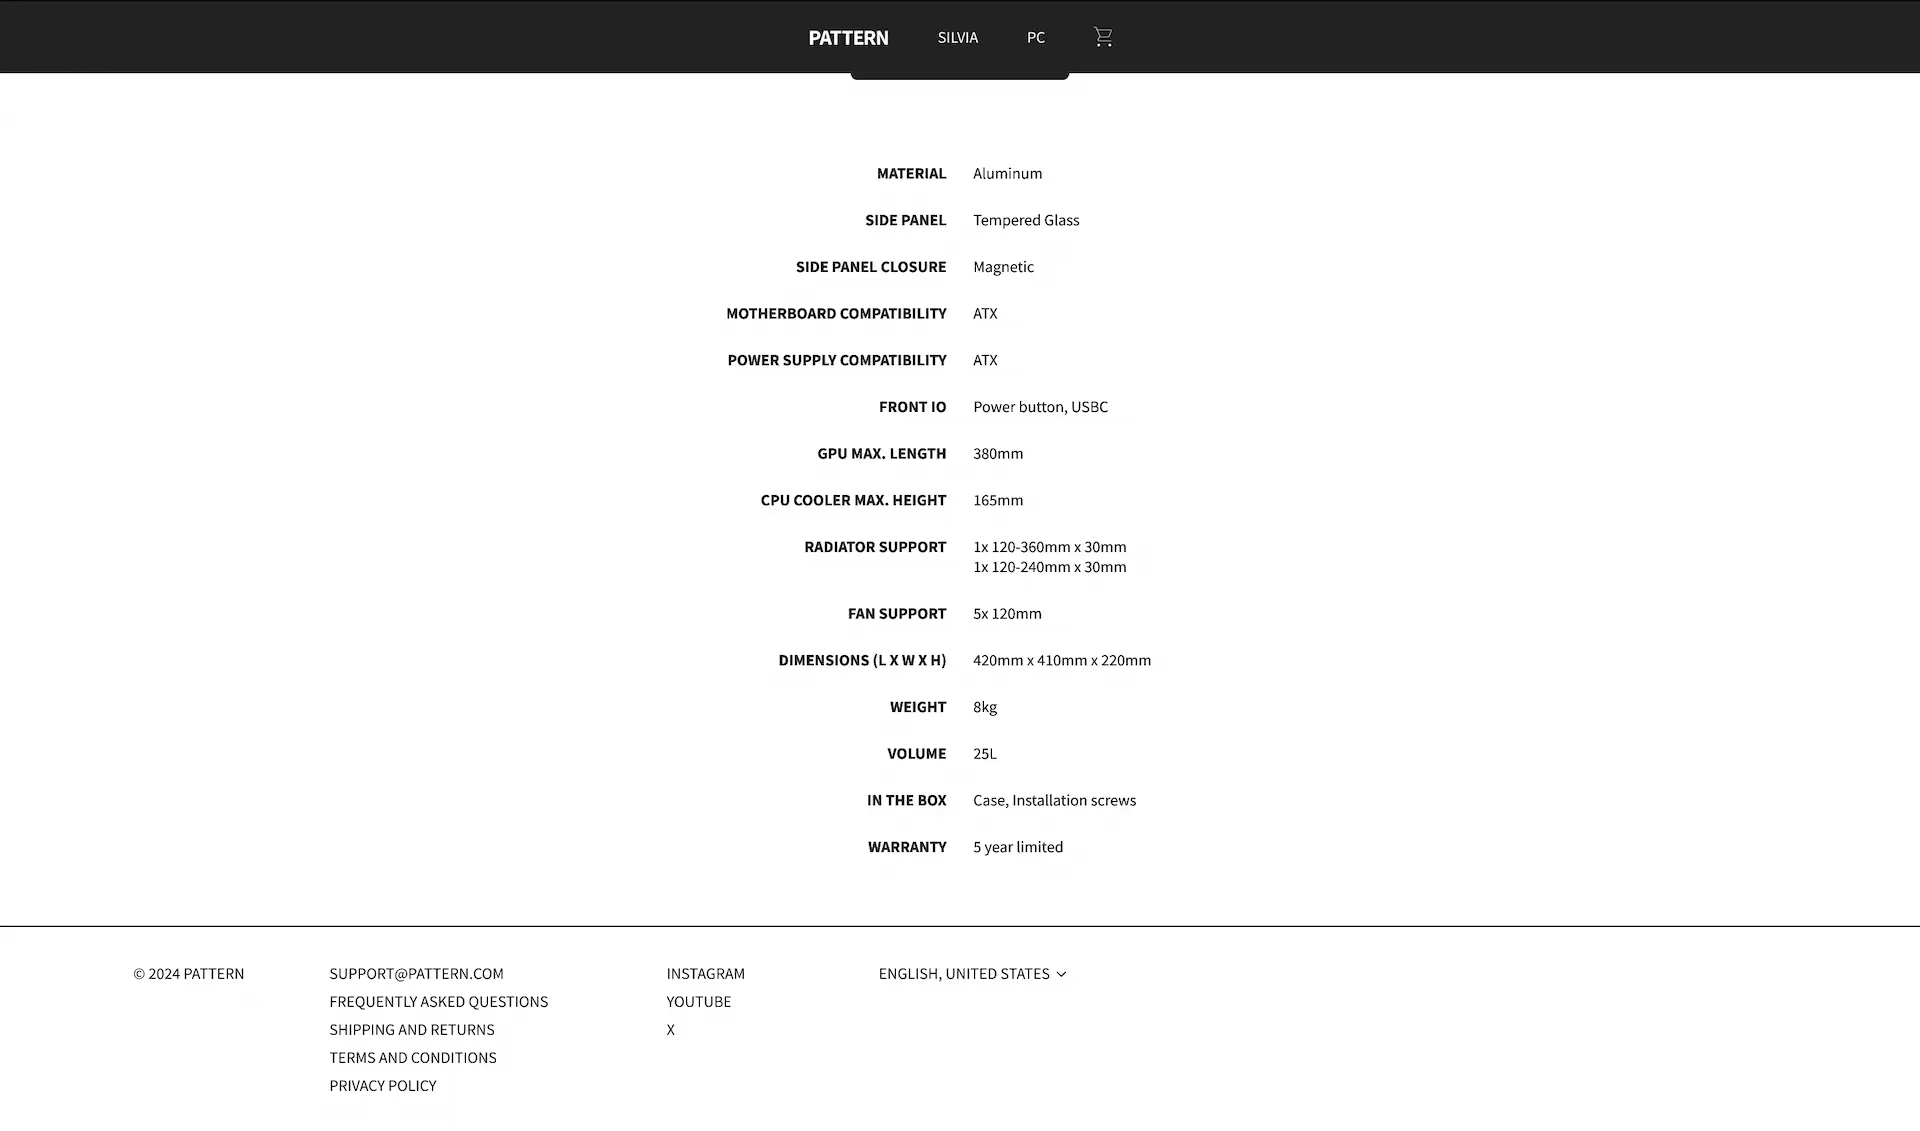 PATTERN SILVIA PC
MATERIAL Aluminum
SIDE PANEL Tempered Glass
SIDE PANEL CLOSURE Magnetic
MOTHERBOARD COMPATIBILITY ATX
POWER SUPPLY COMPATIBILITY ATX
FRONT IO Power button, USBC
GPU MAX. LENGTH 380mm
CPU COOLER MAX. HEIGHT 165mm
RADIATOR SUPPORT 1x 120-360mm x 30mm
1x 120-240mm x 30mm
FAN SUPPORT 5x 120mm
DIMENSIONS (L X W X H) 420mm x 410mm x 220mm
WEIGHT 8kg
VOLUME 25L
IN THE BOX Case, Installation screws
WARRANTY 5 year limited
© 2024 PATTERN
SUPPORT@PATTERN.COM
FREQUENTLY ASKED QUESTIONS
SHIPPING AND RETURNS
TERMS AND CONDITIONS
PRIVACY POLICY
INSTAGRAM
YOUTUBE
X
ENGLISH, UNITED STATES